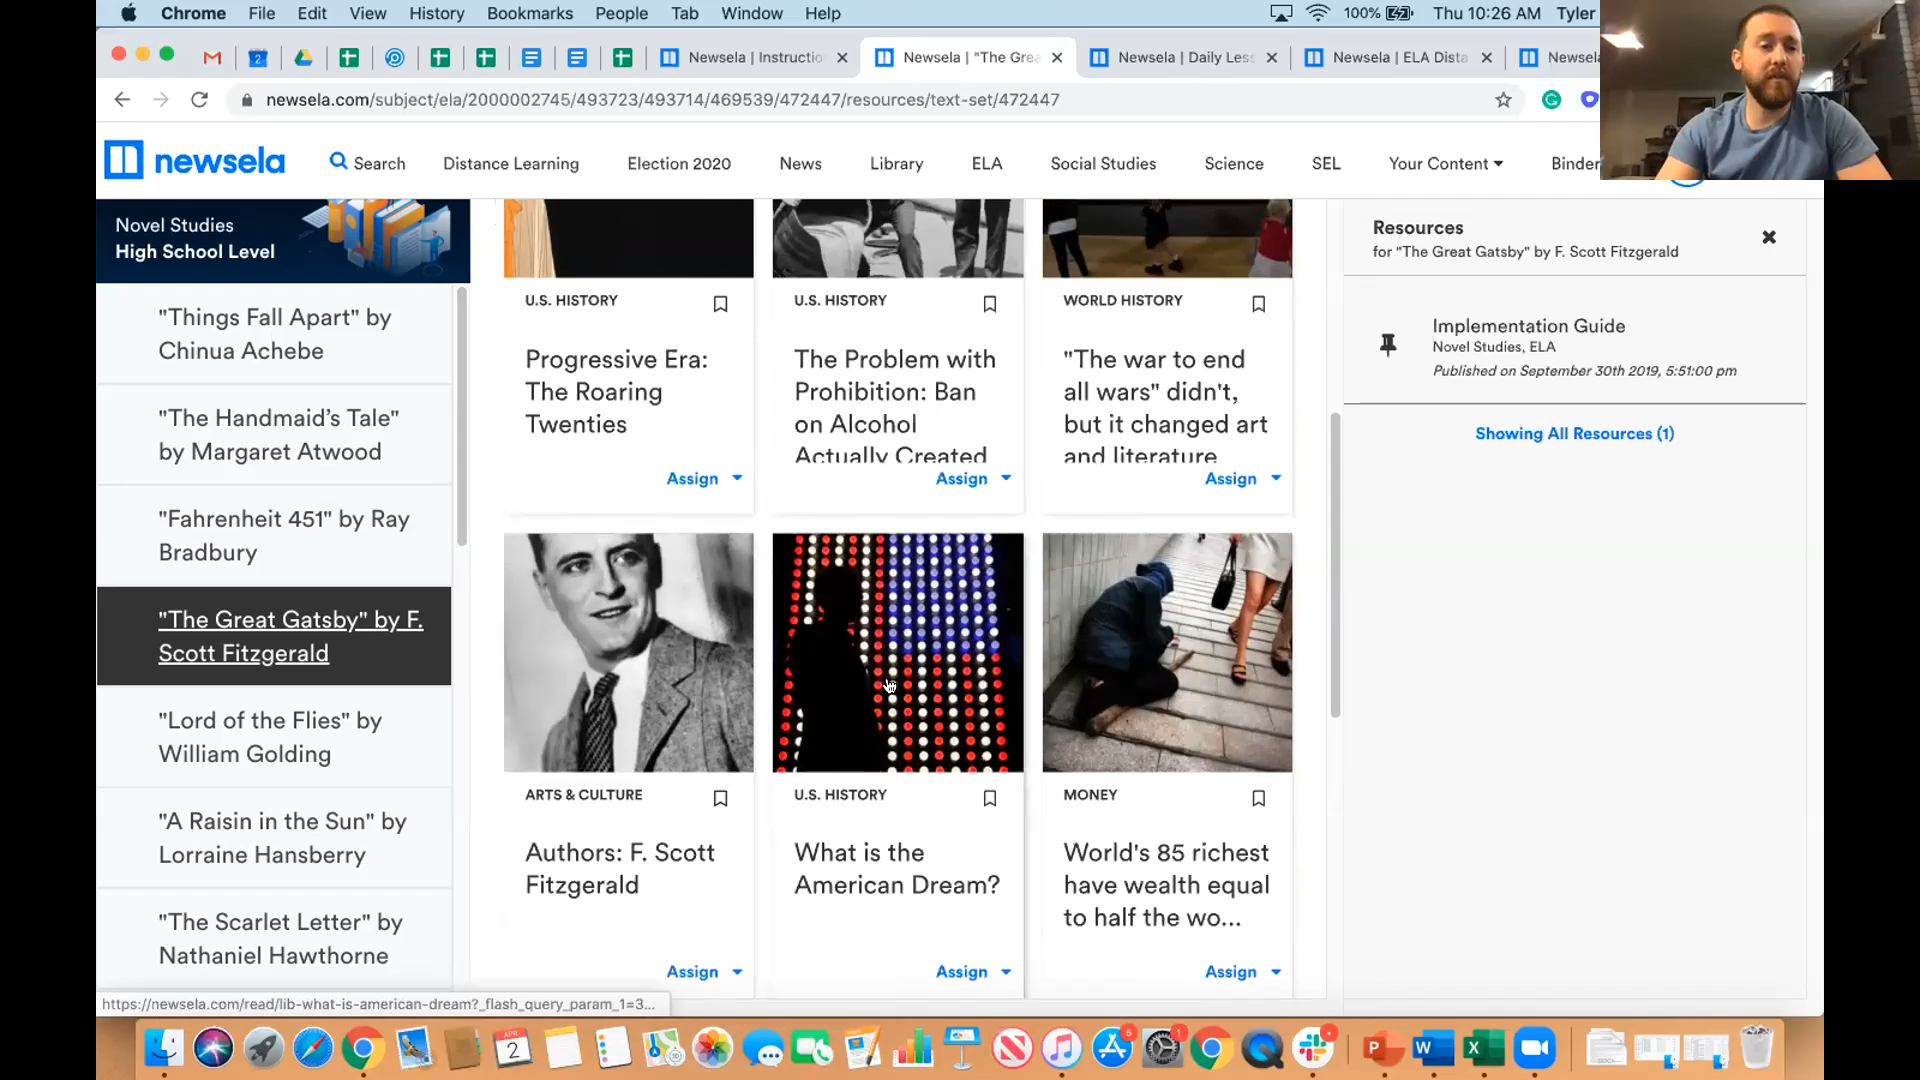 Chrome File Edit View History Bookmarks People Tab Window Help 100% Thu 10:26 AM Tyler
Newsela | Instructio
Newsela | "The Grea
Newsela | Daily Less
Newsela | ELA Dista
Newsela
newsela.com/subject/ela/2000002745/493723/493714/469539/472447/resources/text-set/472447
newsela Search Distance Learning Election 2020 News Library ELA Social Studies Science SEL Your Content Binder
Novel Studies
High School Level
"Things Fall Apart" by
Chinua Achebe
"The Handmaid's Tale"
by Margaret Atwood
"Fahrenheit 451" by Ray
Bradbury
"The Great Gatsby" by F.
Scott Fitzgerald
"Lord of the Flies" by
William Golding
"A Raisin in the Sun" by
Lorraine Hansberry
"The Scarlet Letter" by
Nathaniel Hawthorne
U.S. HISTORY
Progressive Era:
The Roaring
Twenties
Assign
U.S. HISTORY
The Problem with
Prohibition: Ban
on Alcohol
Actually Created
Assign
WORLD HISTORY
"The war to end
all wars" didn't,
but it changed art
and literature
Assign
ARTS & CULTURE
Authors: F. Scott
Fitzgerald
Assign
U.S. HISTORY
What is the
American Dream?
Assign
MONEY
World's 85 richest
have wealth equal
to half the wo...
Assign
Resources
for "The Great Gatsby" by F. Scott Fitzgerald
Implementation Guide
Novel Studies, ELA
Published on September 30th 2019, 5:51:00 pm
Showing All Resources (1)
https://newsela.com/read/lib-what-is-american-dream?_flash_query_param_1=3...
APR
2